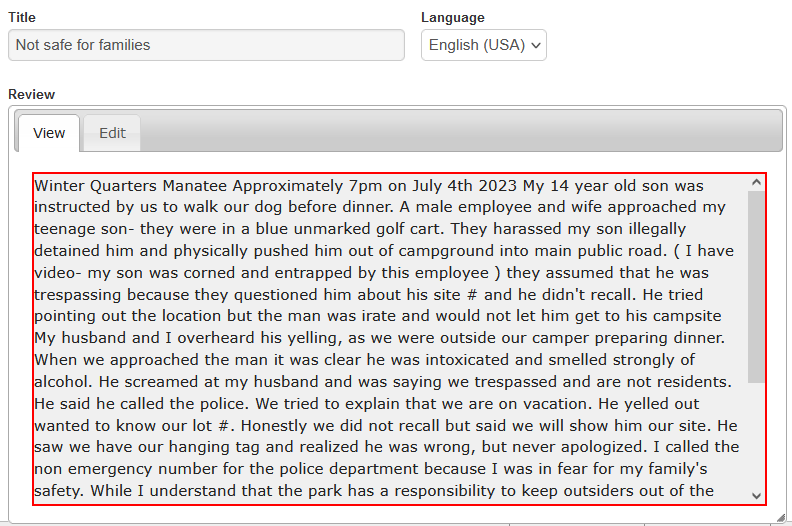 Title
Language
Not safe for families
English (USA)
Review
View
Edit
Winter Quarters Manatee Approximately 7pm on July 4th 2023 My 14 year old son was
instructed by us to walk our dog before dinner. A male employee and wife approached my
teenage son- they were in a blue unmarked golf cart. They harassed my son illegally
detained him and physically pushed him out of campground into main public road. ( I have
video- my son was corned and entrapped by this employee ) they assumed that he was
trespassing because they questioned him about his site # and he didn't recall. He tried
pointing out the location but the man was irate and would not let him get to his campsite
My husband and I overheard his yelling, as we were outside our camper preparing dinner.
When we approached the man it was clear he was intoxicated and smelled strongly of
alcohol. He screamed at my husband and was saying we trespassed and are not residents.
He said he called the police. We tried to explain that we are on vacation. He yelled out
wanted to know our lot #. Honestly we did not recall but said we will show him our site. He
saw we have our hanging tag and realized he was wrong, but never apologized. I called the
non emergency number for the police department because I was in fear for my family's
safety. While I understand that the park has a responsibility to keep outsiders out of the